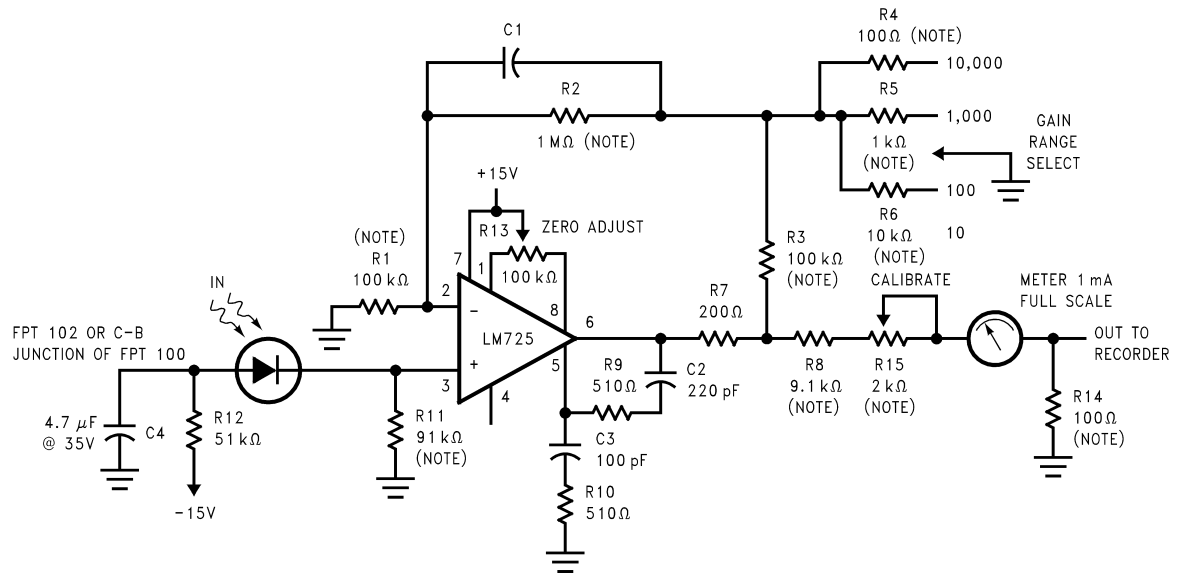 C1
R2
1 MΩ (NOTE)
R4
100Ω (NOTE)
10,000
R5
1,000
1 kΩ
(NOTE)
GAIN
RANGE
SELECT
100
R6
10 kΩ
(NOTE)
10
+15V
R13
ZERO ADJUST
100 kΩ
(NOTE)
R1
100 kΩ
7
1
2
8
−
LM725
6
+
3
5
4
R3
100 kΩ
(NOTE)
CALIBRATE
METER 1 mA
FULL SCALE
IN
FPT 102 OR C-B
JUNCTION OF FPT 100
R7
200Ω
R8
9.1 kΩ
(NOTE)
R15
2 kΩ
(NOTE)
OUT TO
RECORDER
R14
100Ω
(NOTE)
R9
510Ω
C2
220 pF
4.7 µF
@ 35V
C4
R12
51 kΩ
−15V
R11
91 kΩ
(NOTE)
C3
100 pF
R10
510Ω